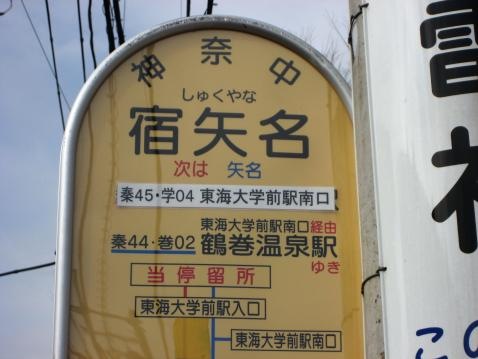 神奈中
しゅくやな
宿矢名
次は 矢名
秦45・学04 東海大学前駅南口
東海大学前駅南口経由
秦44・巻02 鶴巻温泉駅ゆき
当停留所
東海大学前駅入口
東海大学前駅南口
電
この